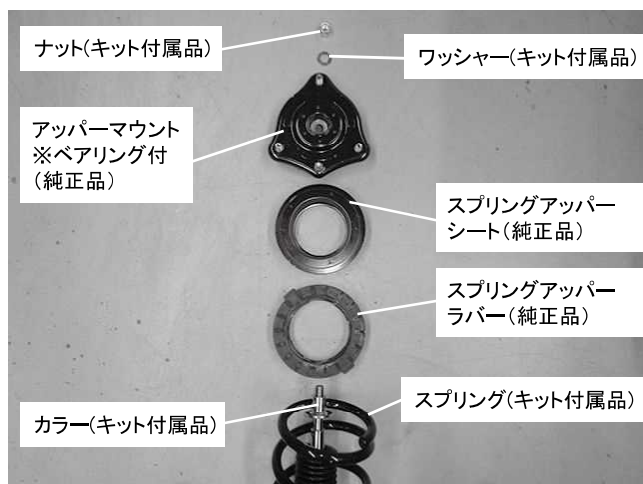 ナット(キット付属品)
ワッシャー(キット付属品)
アッパーマウント
※ベアリング付
(純正品)
スプリングアッパー
シート(純正品)
スプリングアッパー
ラバー(純正品)
スプリング(キット付属品)
カラー(キット付属品)